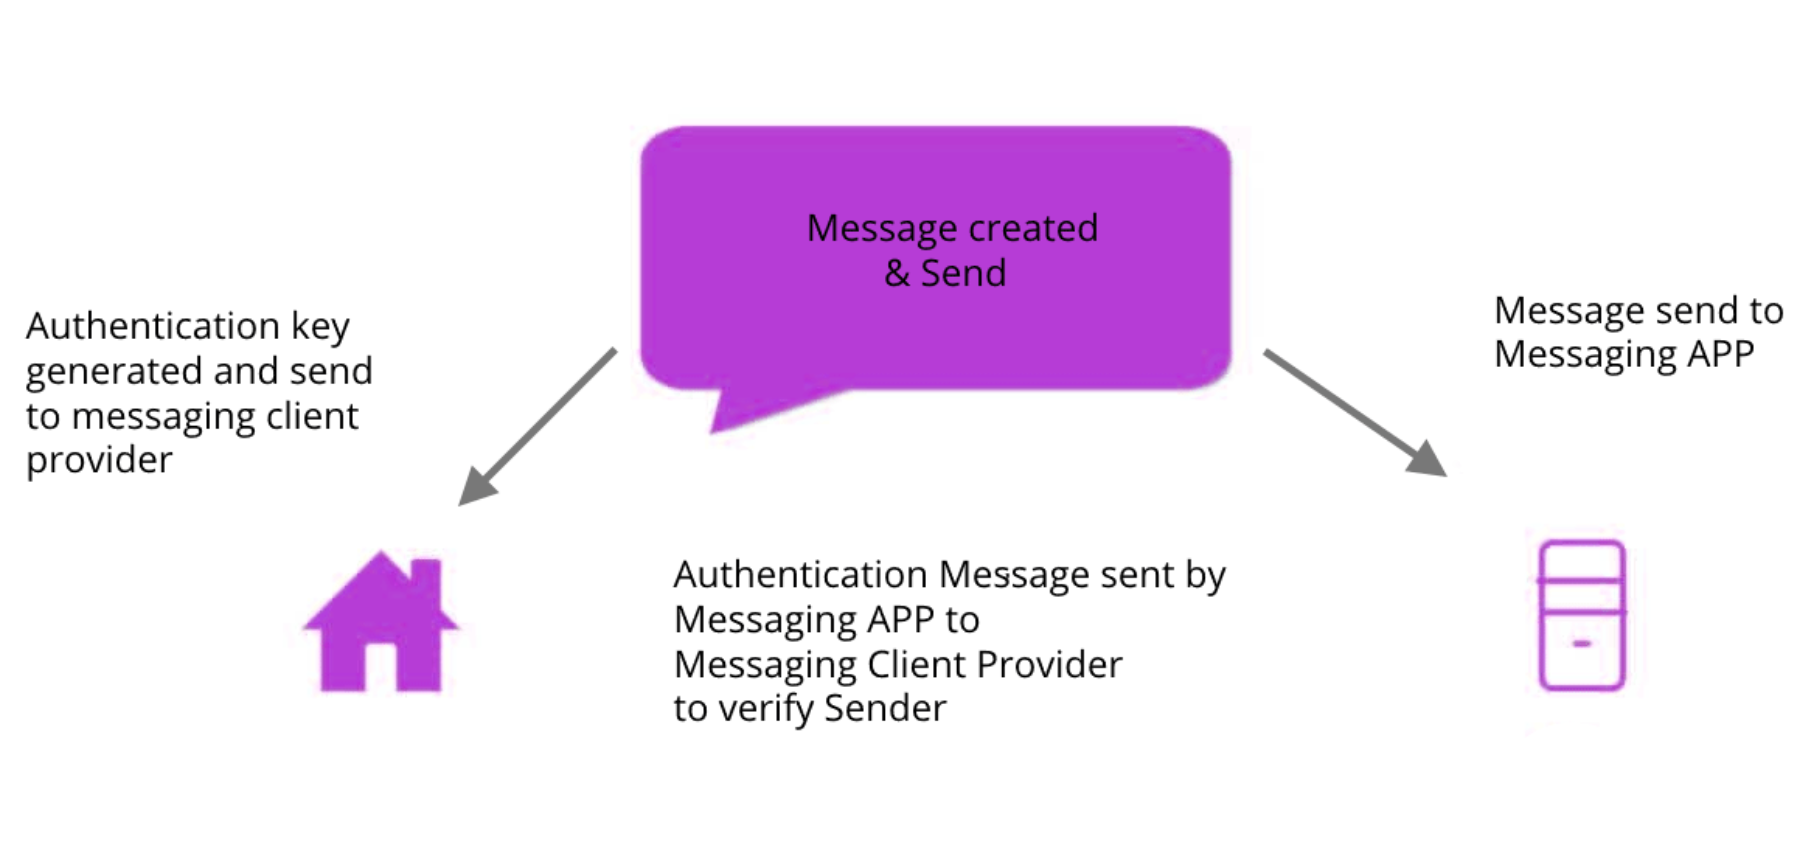 Message created
& Send
Authentication key
generated and send
to messaging client
provider
Message send to
Messaging APP
Authentication Message sent by
Messaging APP to
Messaging Client Provider
to verify Sender